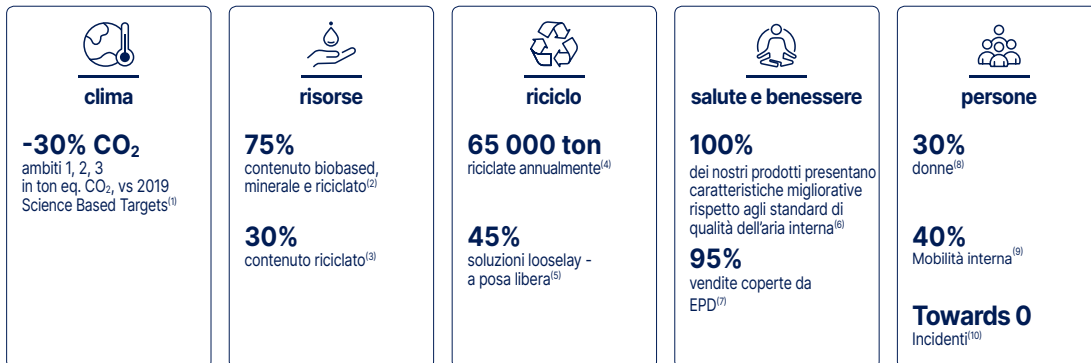 clima
-30% CO₂
ambiti 1, 2, 3
in ton eq. CO₂, vs 2019
Science Based Targets⁽¹⁾
risorse
75%
contenuto biobased,
minerale e riciclato⁽²⁾
30%
contenuto riciclato⁽³⁾
riciclo
65 000 ton
riciclate annualmente⁽⁴⁾
45%
soluzioni looselay -
a posa libera⁽⁵⁾
salute e benessere
100%
dei nostri prodotti presentano
caratteristiche migliorative
rispetto agli standard di
qualità dell’aria interna⁽⁶⁾
95%
vendite coperte da
EPD⁽⁷⁾
persone
30%
donne⁽⁸⁾
40%
Mobilità interna⁽⁹⁾
Towards 0
Incidenti⁽¹⁰⁾